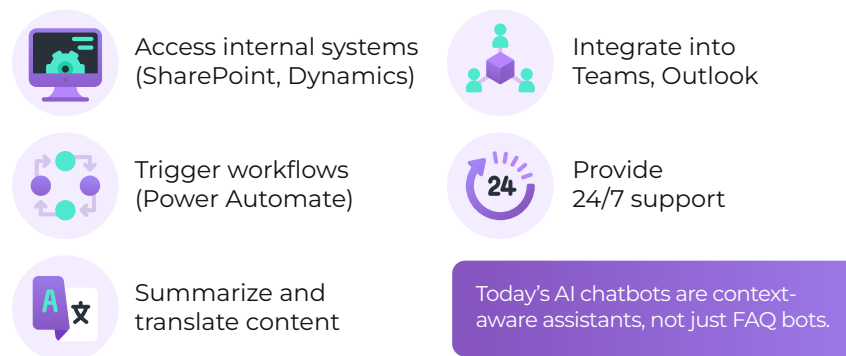 Access internal systems
(SharePoint, Dynamics)
Integrate into
Teams, Outlook
Trigger workflows
(Power Automate)
24
Provide
24/7 support
A 文
Summarize and
translate content
Today’s AI chatbots are context-
aware assistants, not just FAQ bots.